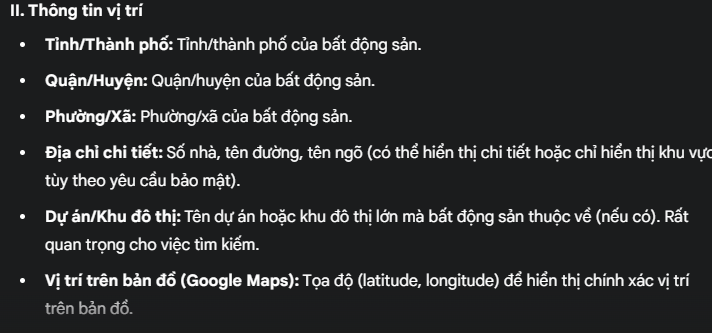 II. Thông tin vị trí
• Tỉnh/Thành phố: Tỉnh/thành phố của bất động sản.
• Quận/Huyện: Quận/huyện của bất động sản.
• Phường/Xã: Phường/xã của bất động sản.
• Địa chỉ chi tiết: Số nhà, tên đường, tên ngõ (có thể hiển thị chi tiết hoặc chỉ hiển thị khu vực
tùy theo yêu cầu bảo mật).
• Dự án/Khu đô thị: Tên dự án hoặc khu đô thị lớn mà bất động sản thuộc về (nếu có). Rất
quan trọng cho việc tìm kiếm.
• Vị trí trên bản đồ (Google Maps): Tọa độ (latitude, longitude) để hiển thị chính xác vị trí
trên bản đồ.